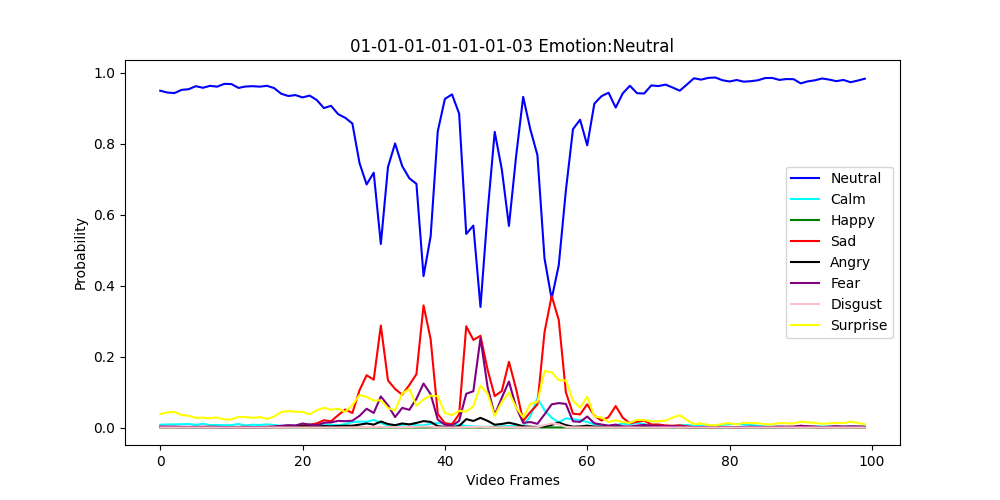 01-01-01-01-01-01-03 Emotion:Neutral
Probability
1.0
0.8
0.6
0.4
0.2
0.0
Neutral
Calm
Happy
Sad
Angry
Fear
Disgust
Surprise
0
20
40
60
80
100
Video Frames